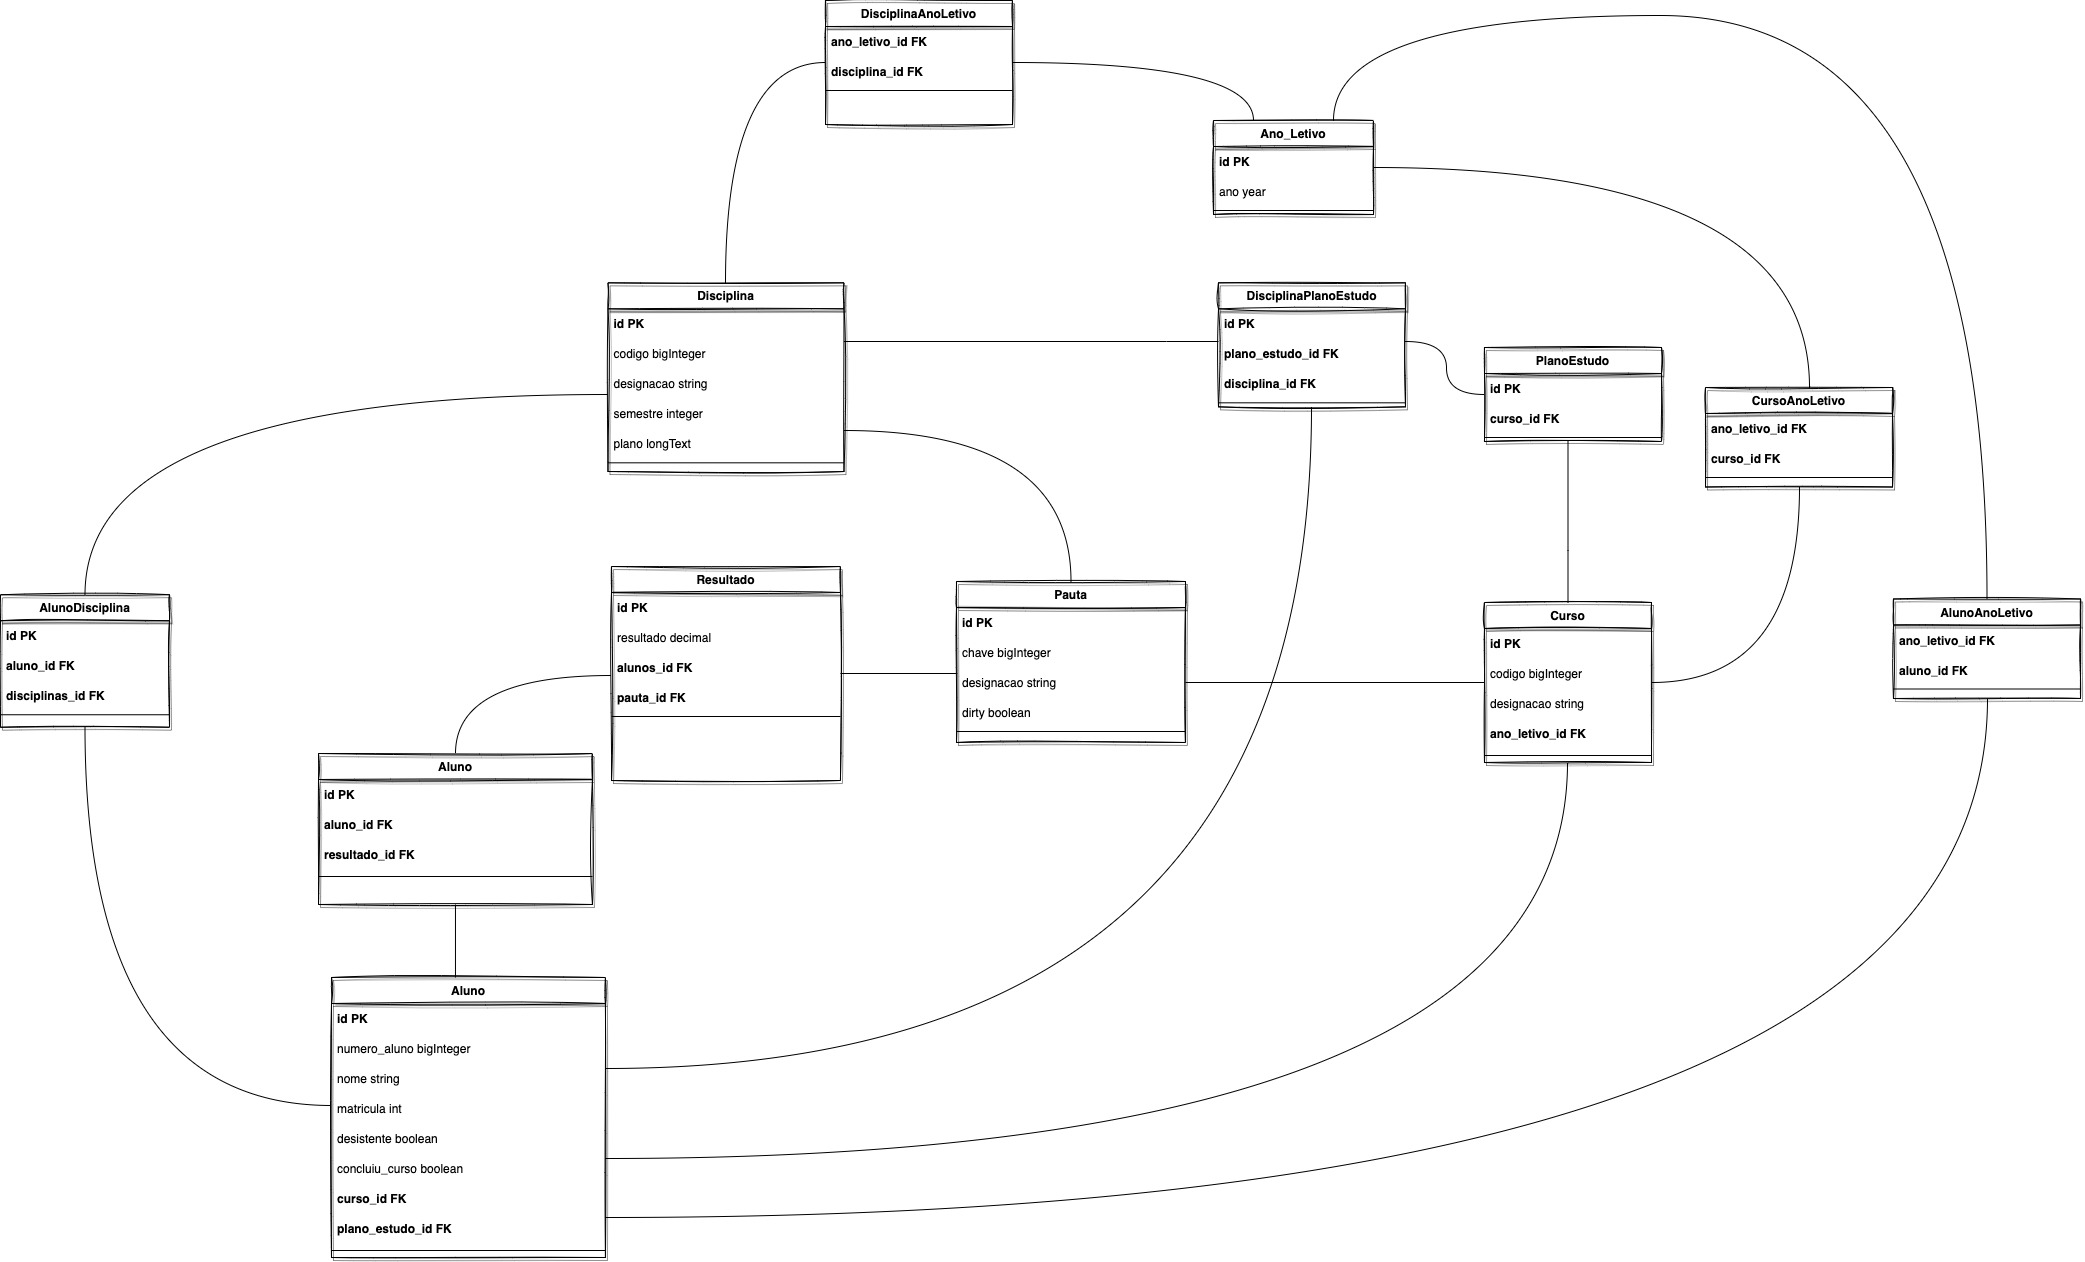 DisciplinaAnoLetivo
ano_letivo_id FK
disciplina_id FK
Ano_Letivo
id PK
ano year
Disciplina
id PK
codigo bigInteger
designacao string
semestre integer
plano longText
DisciplinaPlanoEstudo
id PK
plano_estudo_id FK
disciplina_id FK
PlanoEstudo
id PK
curso_id FK
CursoAnoLetivo
ano_letivo_id FK
curso_id FK
AlunoDisciplina
id PK
aluno_id FK
disciplinas_id FK
Resultado
id PK
resultado decimal
alunos_id FK
pauta_id FK
Pauta
id PK
chave bigInteger
designacao string
dirty boolean
Curso
id PK
codigo bigInteger
designacao string
ano_letivo_id FK
AlunoAnoLetivo
ano_letivo_id FK
aluno_id FK
Aluno
id PK
aluno_id FK
resultado_id FK
Aluno
id PK
numero_aluno bigInteger
nome string
matricula int
desistente boolean
concluiu_curso boolean
curso_id FK
plano_estudo_id FK